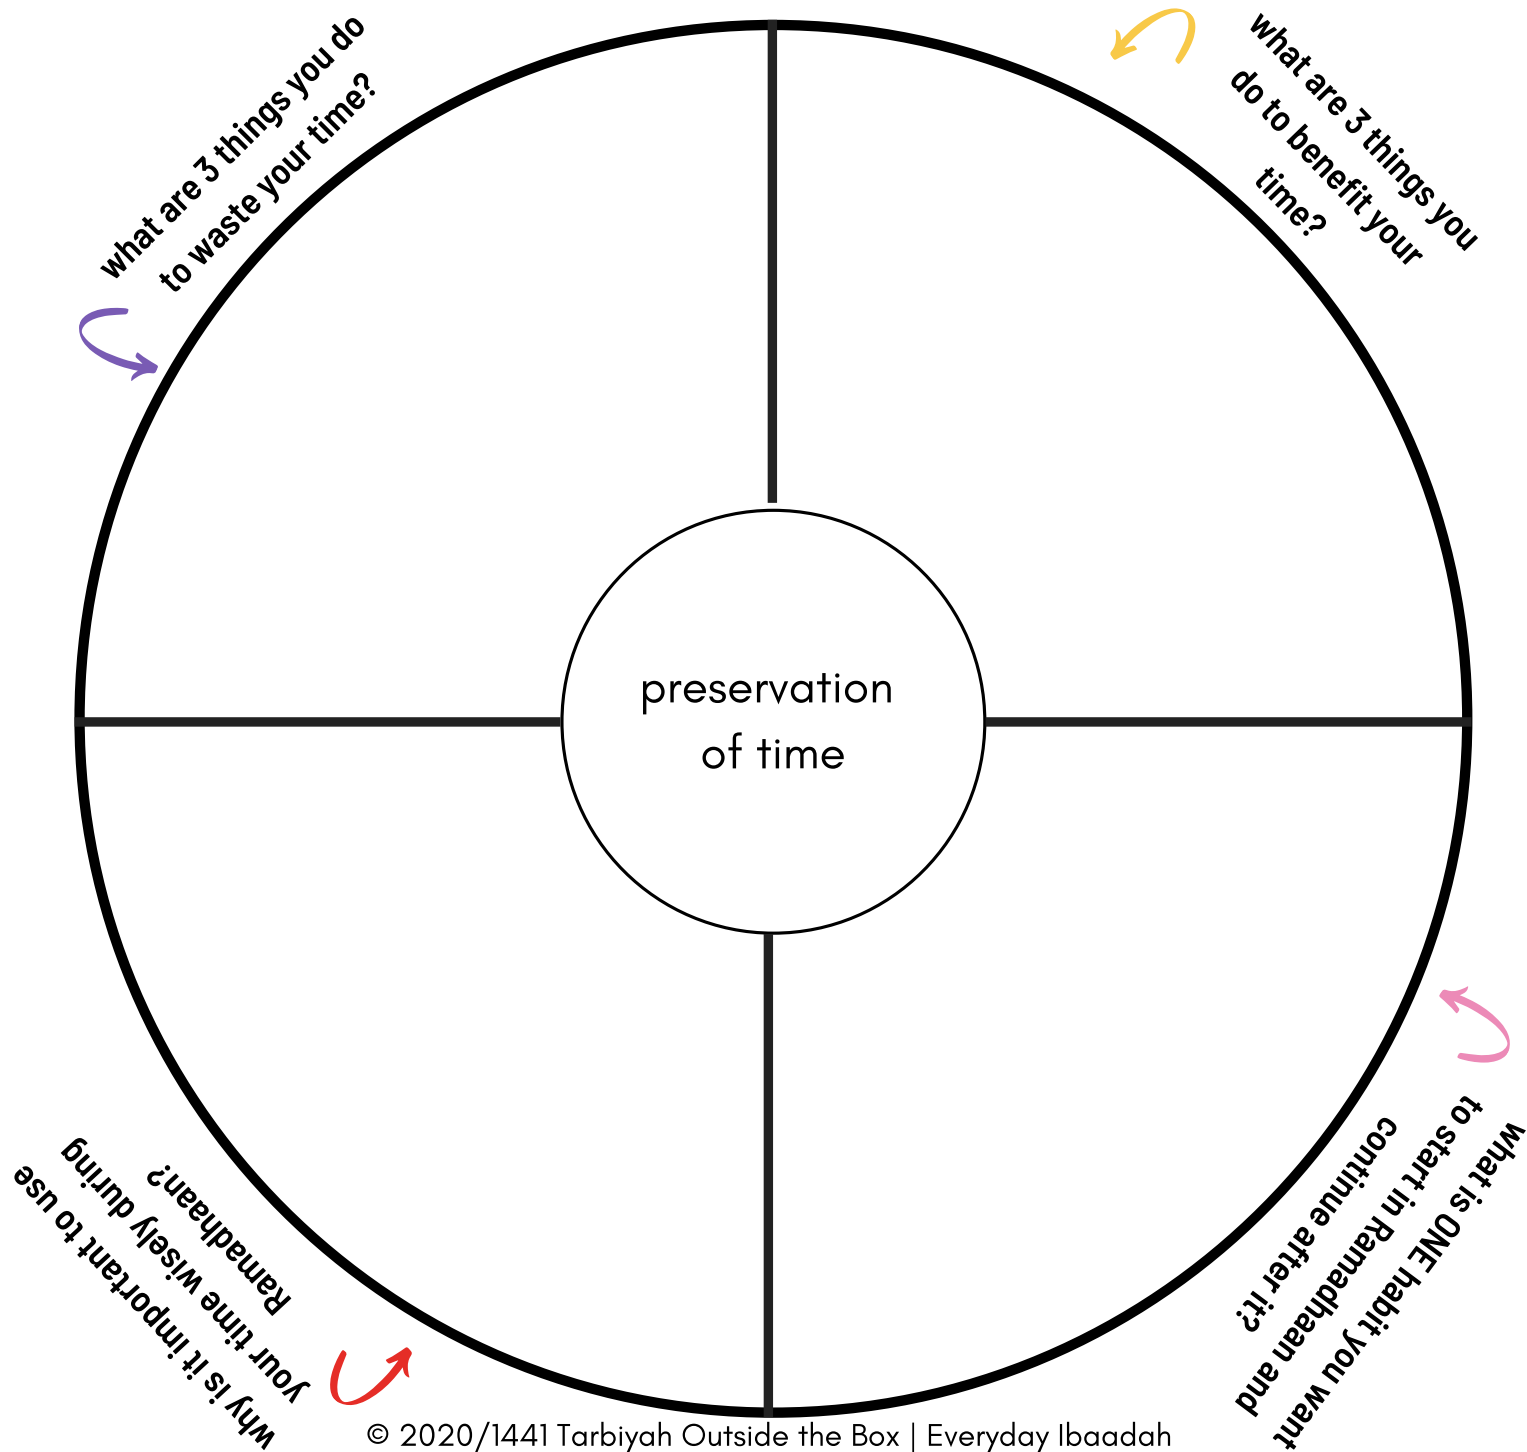 what are 3 things you do
to waste your time?
what are 3 things you
do to benefit your
time?
preservation
of time
what is ONE habit you want
to start in Ramadhaan and
continue after it?
why is it important to use
your time wisely during
Ramadhaan?
© 2020/1441 Tarbiyah Outside the Box | Everyday Ibaadah